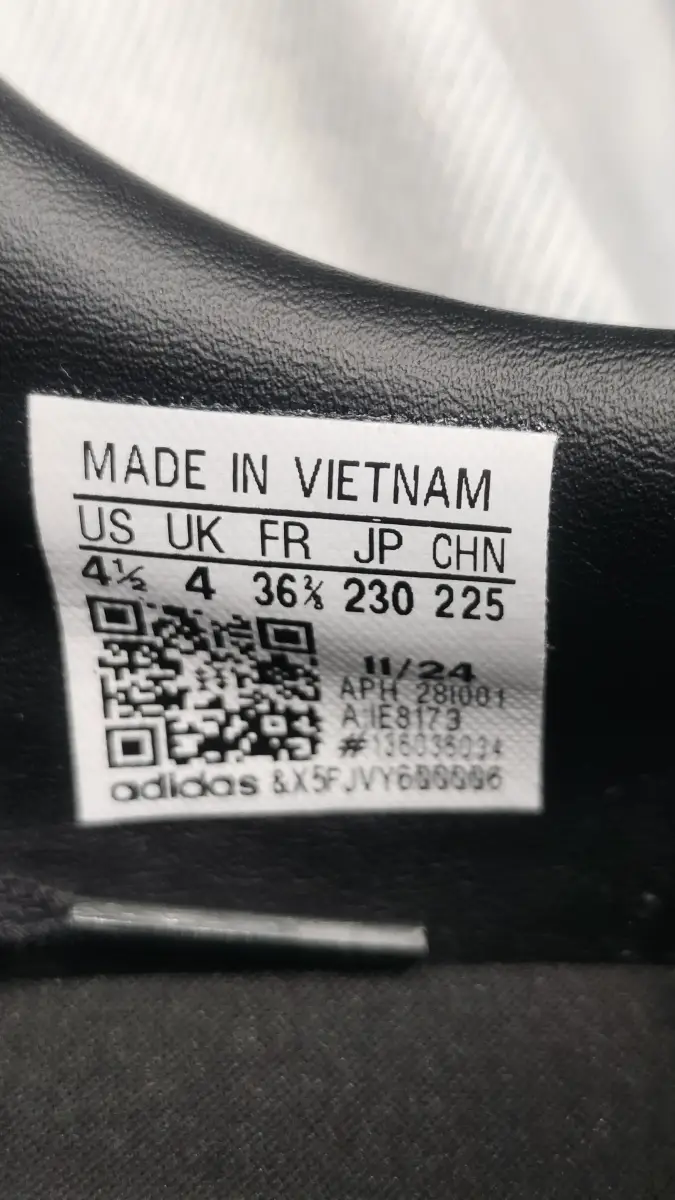 MADE IN VIETNAM
US UK FR JP CHN
4½ 4 36⅔ 230 225
11/24
APH 281001
A:IE8173
#136036034
adidas